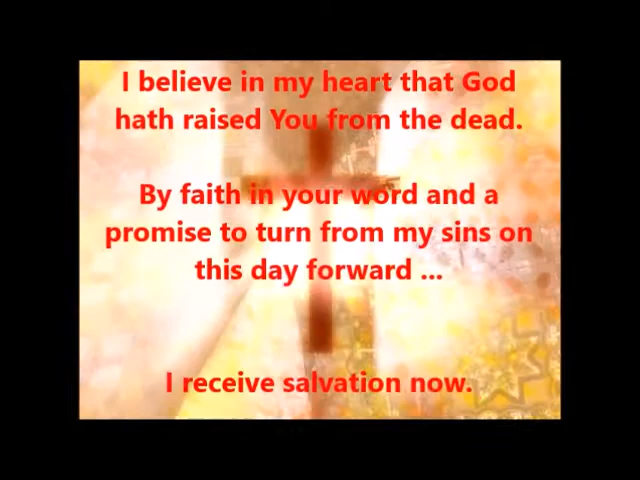 I believe in my heart that God
hath raised You from the dead.
By faith in your word and a
promise to turn from my sins on
this day forward ...
I receive salvation now.